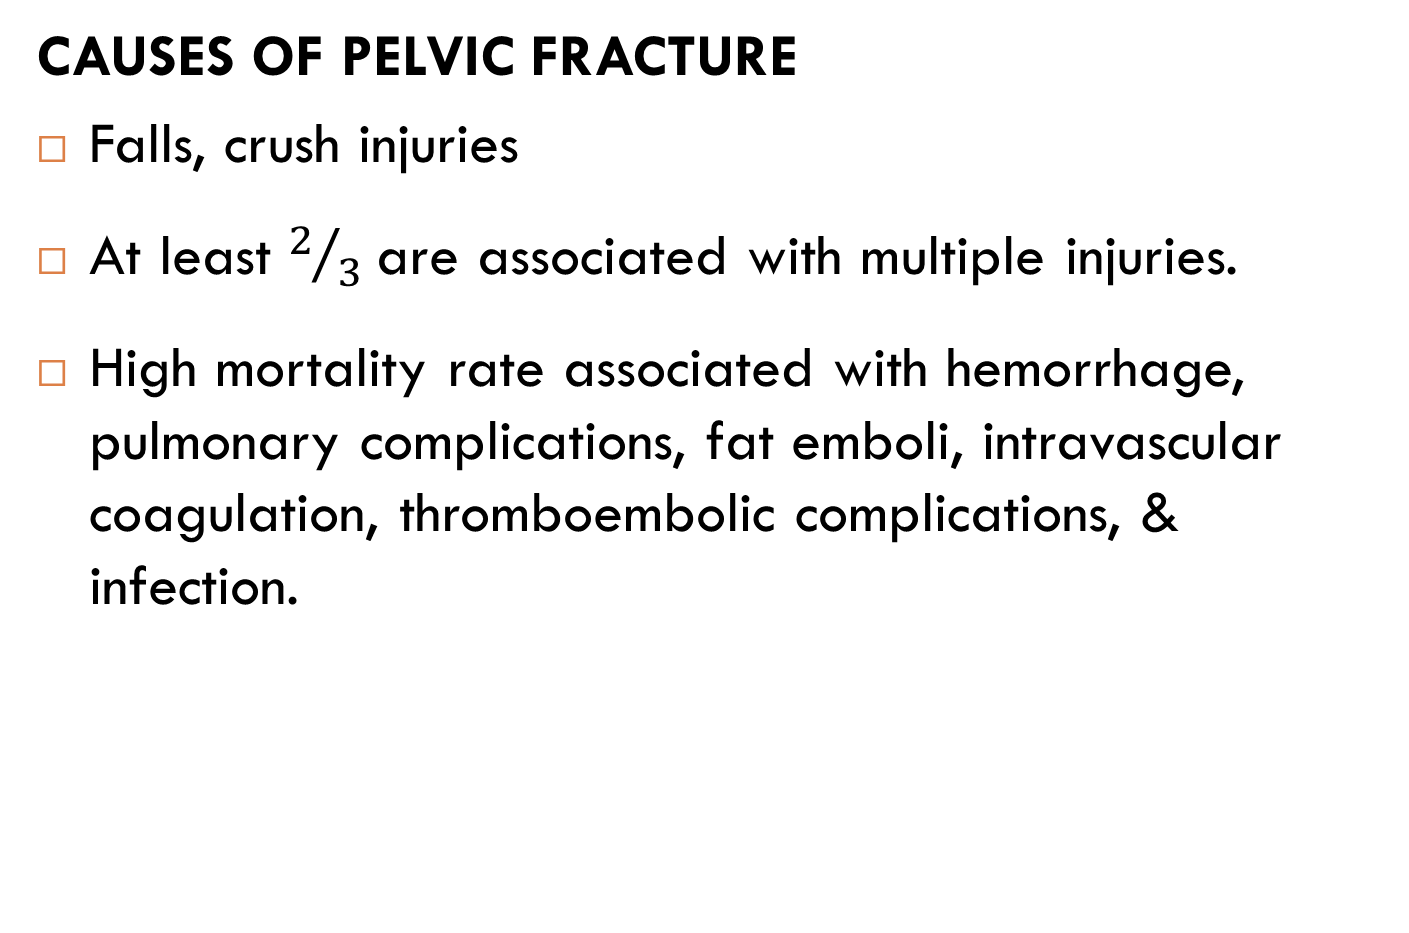 CAUSES OF PELVIC FRACTURE
Falls, crush injuries
At least 2/3 are associated with multiple injuries.
High mortality rate associated with hemorrhage,
pulmonary complications, fat emboli, intravascular
coagulation, thromboembolic complications, &
infection.